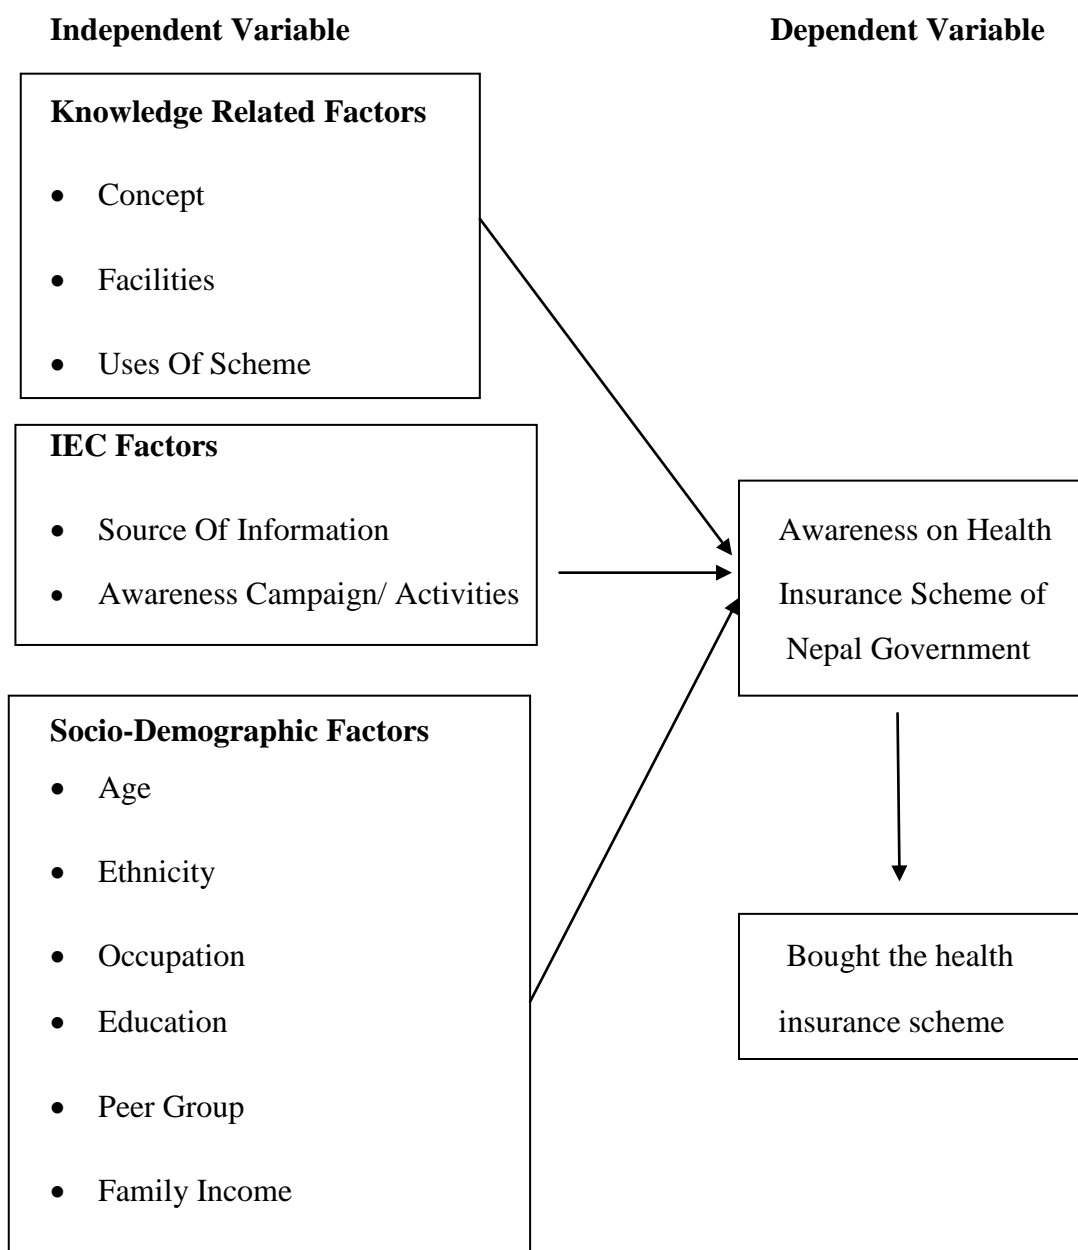 Independent Variable
Dependent Variable
Knowledge Related Factors
• Concept
• Facilities
• Uses Of Scheme
IEC Factors
• Source Of Information
• Awareness Campaign/ Activities
Socio-Demographic Factors
• Age
• Ethnicity
• Occupation
• Education
• Peer Group
• Family Income
Awareness on Health
Insurance Scheme of
Nepal Government
Bought the health
insurance scheme